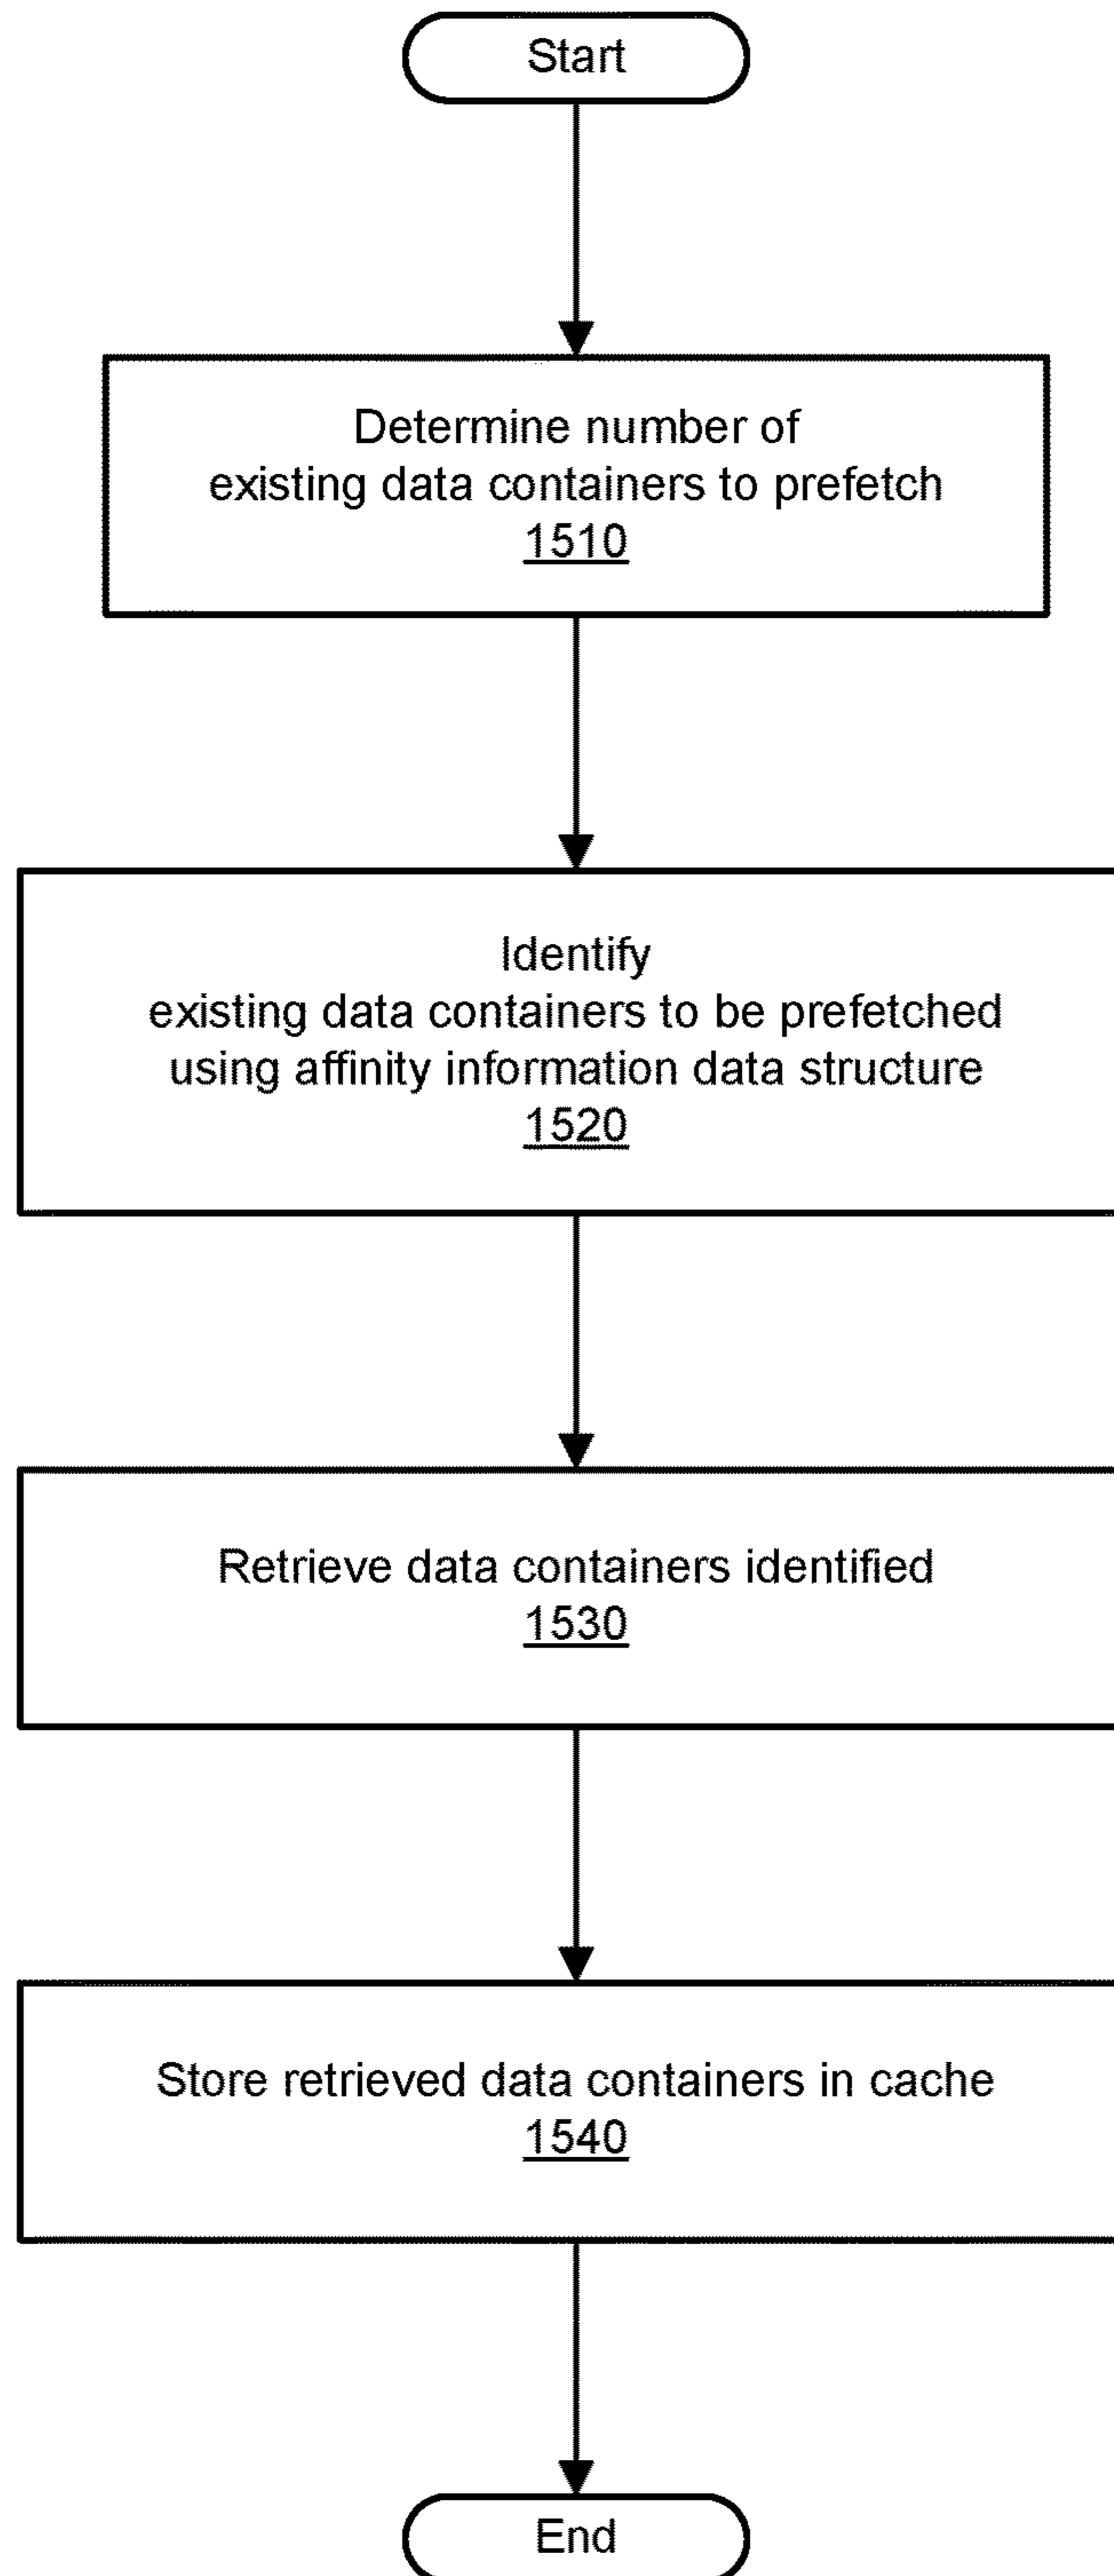 Start
Determine number of
existing data containers to prefetch
1510
Identify
existing data containers to be prefetched
using affinity information data structure
1520
Retrieve data containers identified
1530
Store retrieved data containers in cache
1540
End